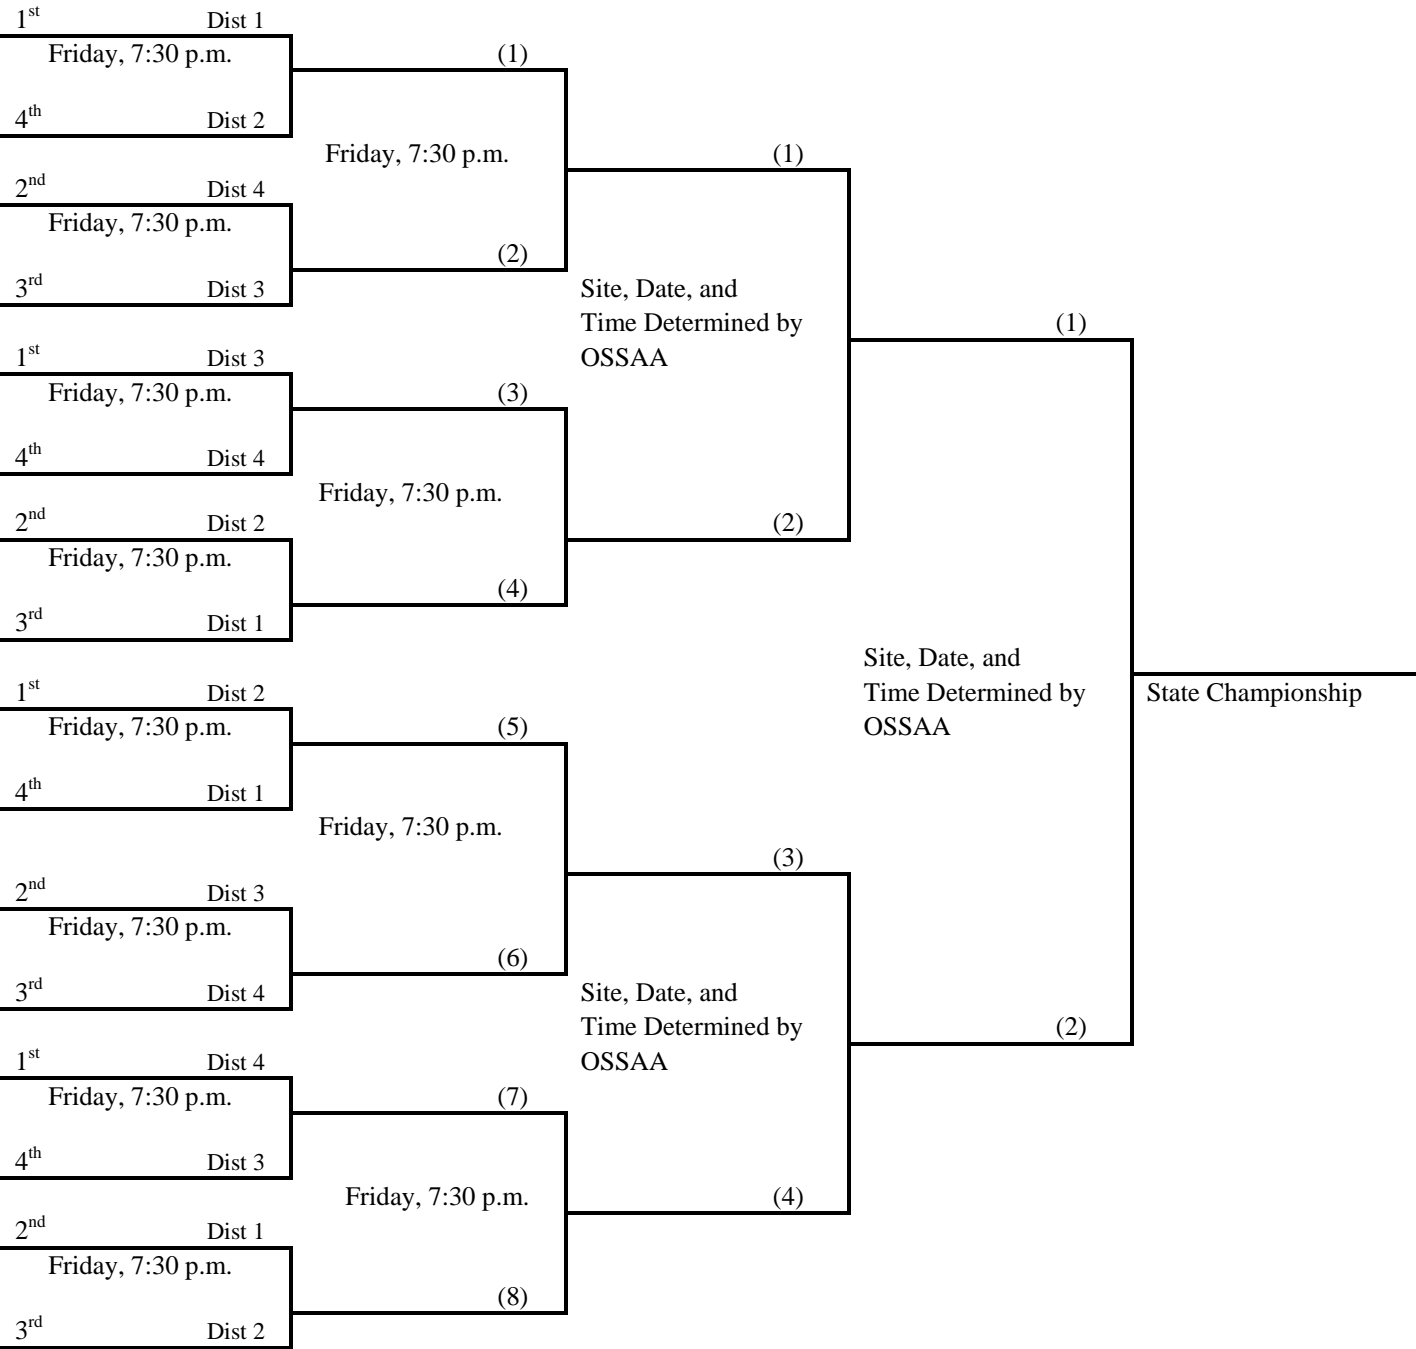 1st Dist 1
Friday, 7:30 p.m.
(1)
4th Dist 2
Friday, 7:30 p.m.
(1)
2nd Dist 4
Friday, 7:30 p.m.
(2)
3rd Dist 3
Site, Date, and
Time Determined by
OSSAA
(1)
1st Dist 3
Friday, 7:30 p.m.
(3)
4th Dist 4
Friday, 7:30 p.m.
2nd Dist 2
(2)
Friday, 7:30 p.m.
(4)
3rd Dist 1
Site, Date, and
Time Determined by
OSSAA
State Championship
1st Dist 2
Friday, 7:30 p.m.
(5)
4th Dist 1
Friday, 7:30 p.m.
(3)
2nd Dist 3
Friday, 7:30 p.m.
(6)
3rd Dist 4
Site, Date, and
Time Determined by
OSSAA
(2)
1st Dist 4
Friday, 7:30 p.m.
(7)
4th Dist 3
Friday, 7:30 p.m.
(4)
2nd Dist 1
Friday, 7:30 p.m.
(8)
3rd Dist 2